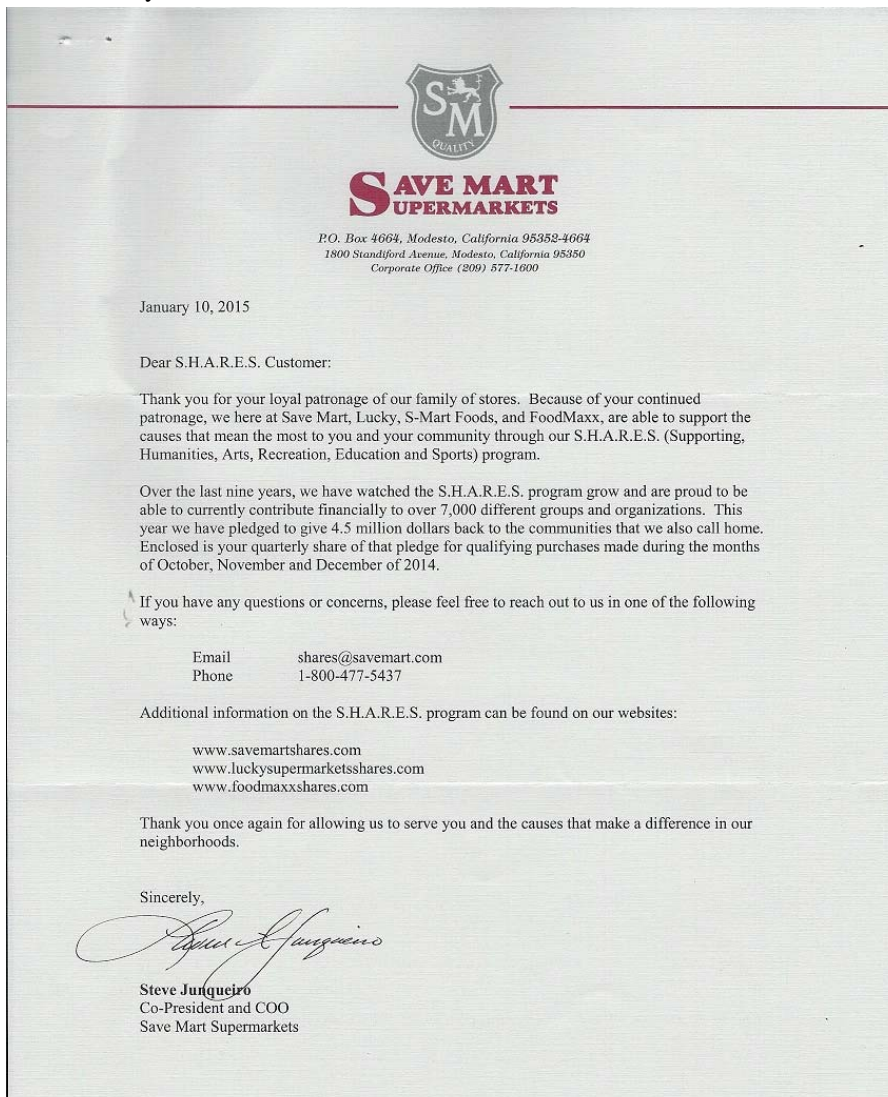 SM
QUALITY
SAVE MART
SUPERMARKETS
P.O. Box 4664, Modesto, California 95352-4664
1800 Standiford Avenue, Modesto, California 95350
Corporate Office (209) 577-1600
January 10, 2015
Dear S.H.A.R.E.S. Customer:
Thank you for your loyal patronage of our family of stores.  Because of your continued
patronage, we here at Save Mart, Lucky, S-Mart Foods, and FoodMaxx, are able to support the
causes that mean the most to you and your community through our S.H.A.R.E.S. (Supporting,
Humanities, Arts, Recreation, Education and Sports) program.
Over the last nine years, we have watched the S.H.A.R.E.S. program grow and are proud to be
able to currently contribute financially to over 7,000 different groups and organizations.  This
year we have pledged to give 4.5 million dollars back to the communities that we also call home.
Enclosed is your quarterly share of that pledge for qualifying purchases made during the months
of October, November and December of 2014.
If you have any questions or concerns, please feel free to reach out to us in one of the following
ways:
Email shares@savemart.com
Phone 1-800-477-5437
Additional information on the S.H.A.R.E.S. program can be found on our websites:
www.savemartshares.com
www.luckysupermarketsshares.com
www.foodmaxxshares.com
Thank you once again for allowing us to serve you and the causes that make a difference in our
neighborhoods.
Sincerely,
Steve Junqueiro
Co-President and COO
Save Mart Supermarkets